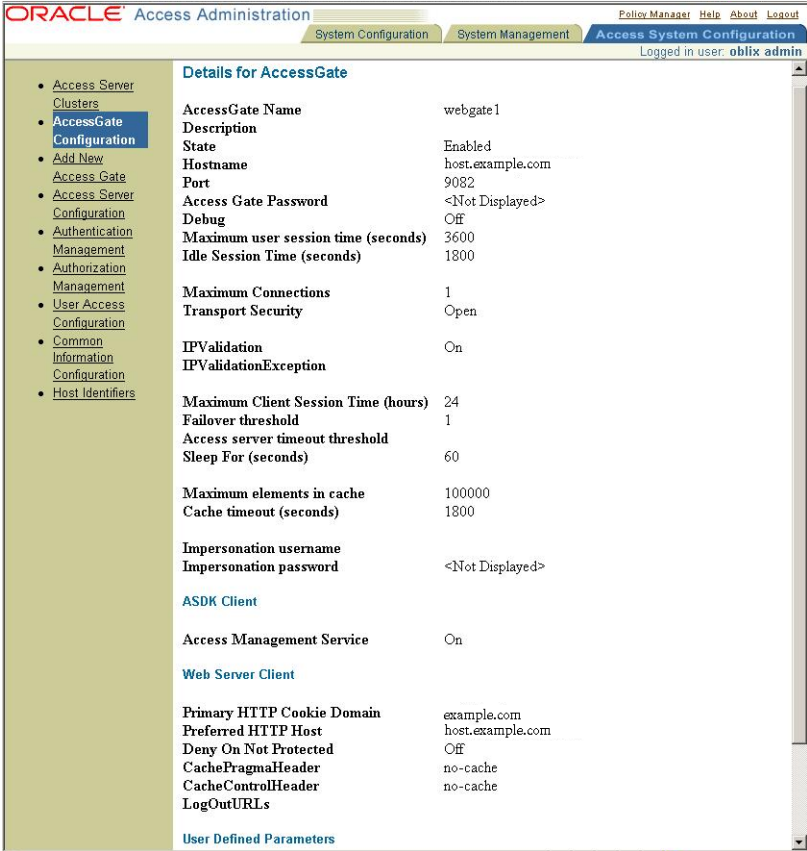 ORACLE Access Administration
Policy Manager Help About Logout
System Configuration System Management Access System Configuration
Logged in user: oblix admin
Access Server
Clusters
AccessGate
Configuration
Add New
Access Gate
Access Server
Configuration
Authentication
Management
Authorization
Management
User Access
Configuration
Common
Information
Configuration
Host Identifiers
Details for AccessGate
AccessGate Name webgate1
Description
State Enabled
Hostname host.example.com
Port 9082
Access Gate Password <Not Displayed>
Debug Off
Maximum user session time (seconds) 3600
Idle Session Time (seconds) 1800
Maximum Connections 1
Transport Security Open
IPValidation On
IPValidationException
Maximum Client Session Time (hours) 24
Failover threshold 1
Access server timeout threshold
Sleep For (seconds) 60
Maximum elements in cache 100000
Cache timeout (seconds) 1800
Impersonation username
Impersonation password <Not Displayed>
ASDK Client
Access Management Service On
Web Server Client
Primary HTTP Cookie Domain example.com
Preferred HTTP Host host.example.com
Deny On Not Protected Off
CachePragmaHeader no-cache
CacheControlHeader no-cache
LogOutURLs
User Defined Parameters